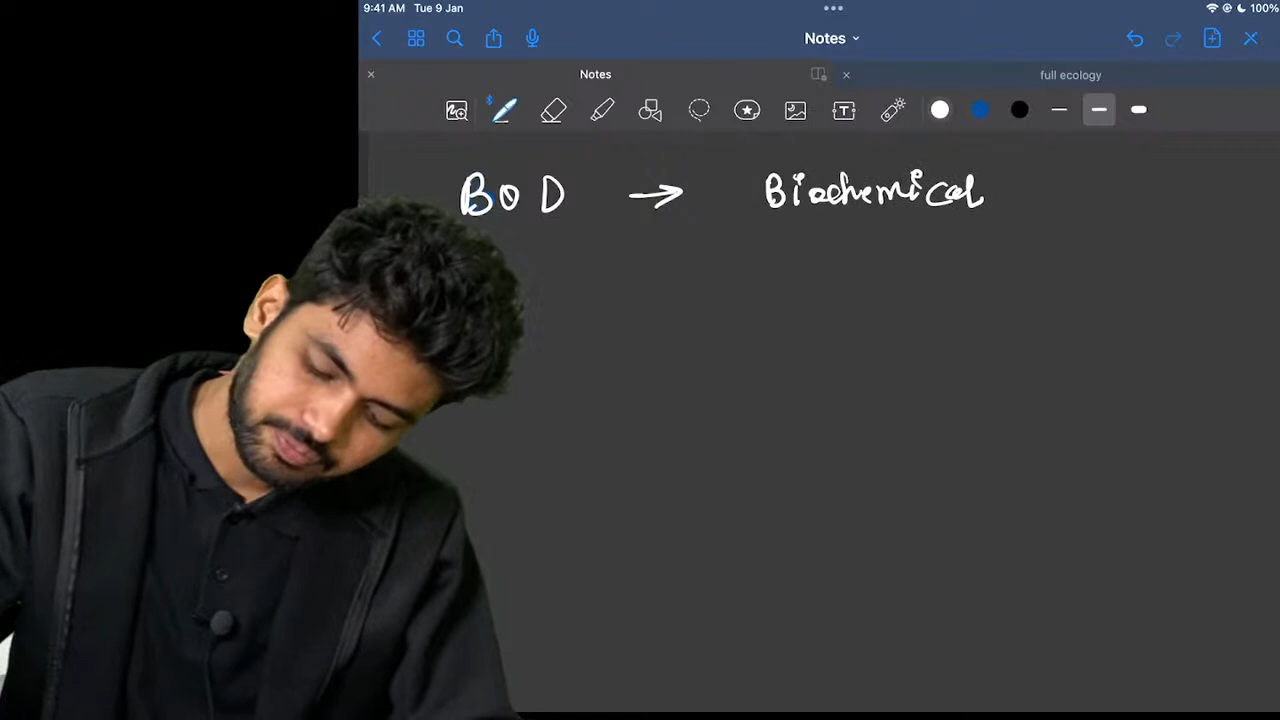 9:41 AM Tue 9 Jan 100%
Notes
Notes full ecology
T
BOD → Biochemical